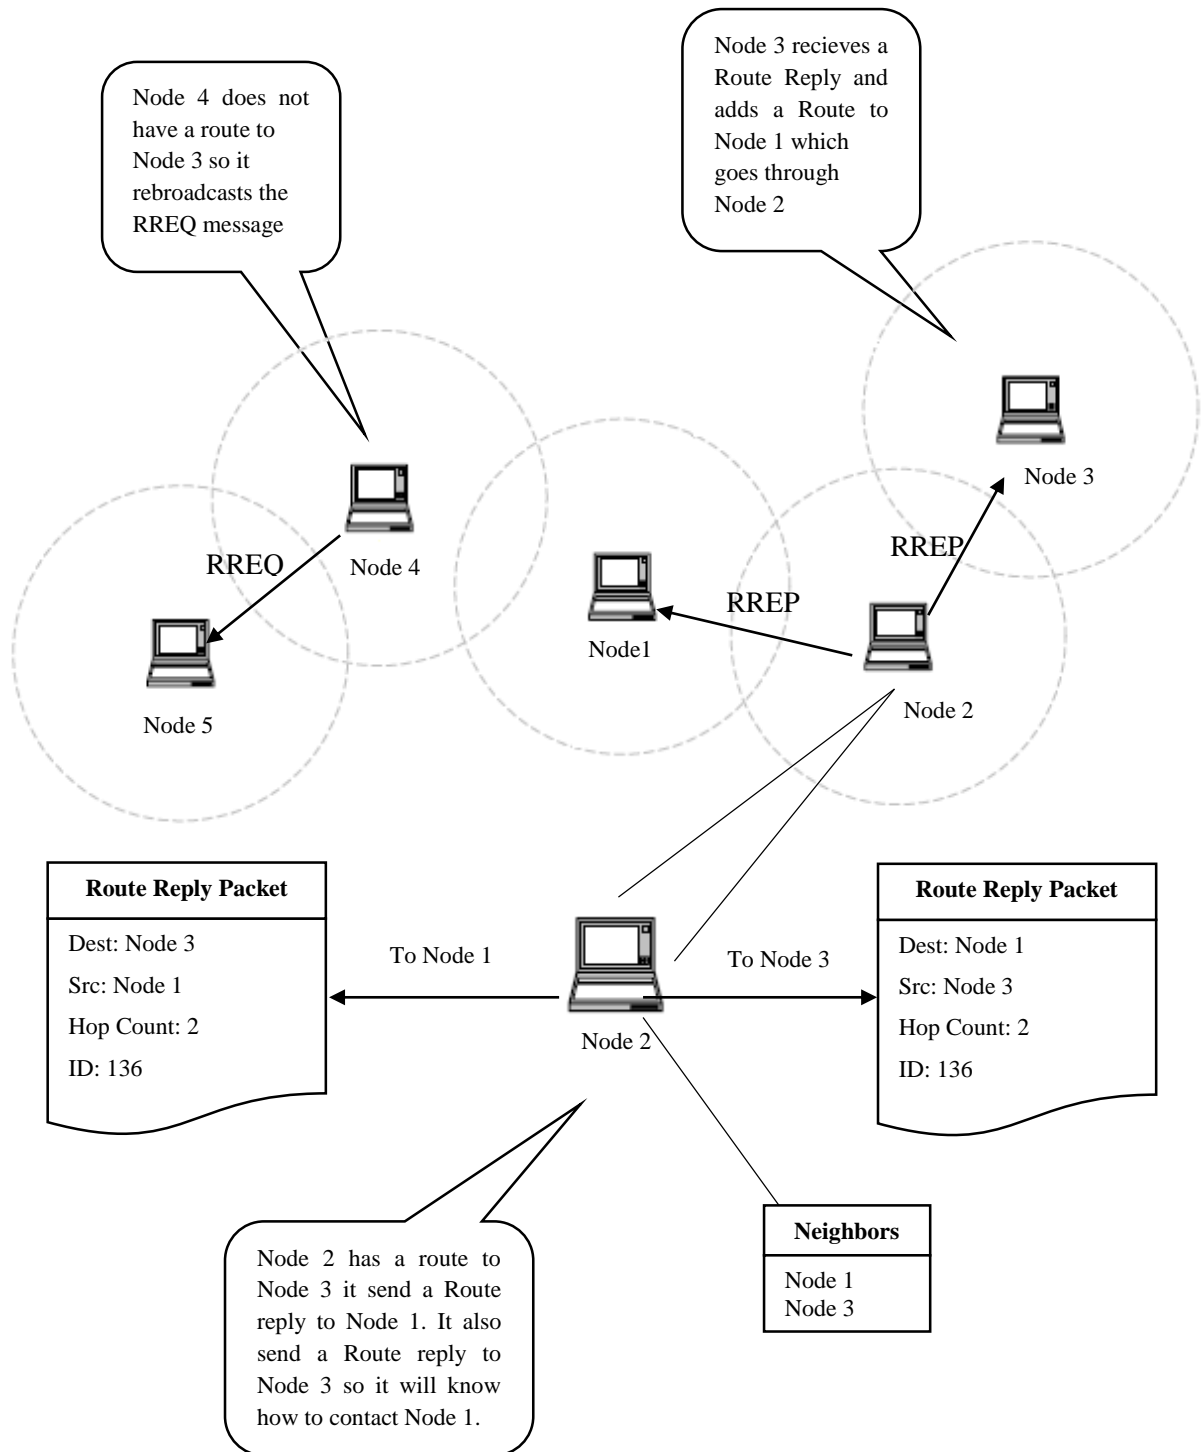 Node 3 recieves a
Route Reply and
adds a Route to
Node 1 which
goes through
Node 2
Node 4 does not
have a route to
Node 3 so it
rebroadcasts the
RREQ message
Node 3
RREP
RREQ
Node 4
RREP
Node1
Node 5
Node 2
Route Reply Packet
Dest: Node 3
Src: Node 1
Hop Count: 2
ID: 136
To Node 1
To Node 3
Node 2
Route Reply Packet
Dest: Node 1
Src: Node 3
Hop Count: 2
ID: 136
Node 2 has a route to
Node 3 it send a Route
reply to Node 1. It also
send a Route reply to
Node 3 so it will know
how to contact Node 1.
Neighbors
Node 1
Node 3